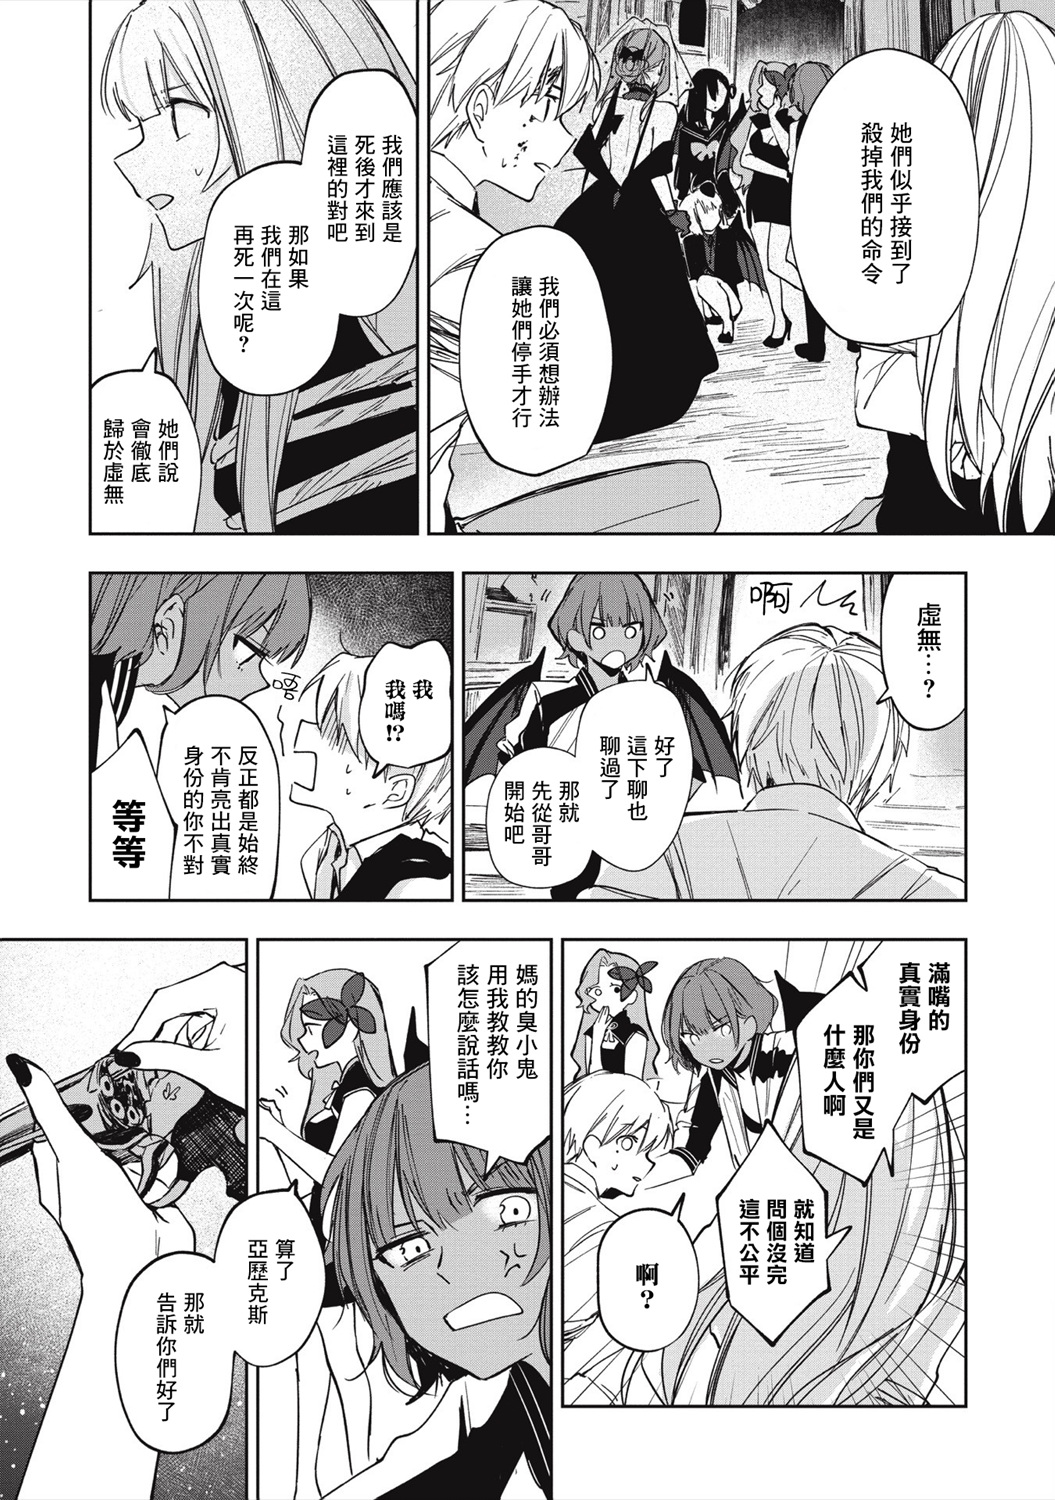 她們似乎接到了
殺掉我們的命令
我們必須想辦法
讓她們停手才行
我們應該是
死後才來到
這裡的對吧
那如果
我們在這
再死一次呢?
她們說
會徹底
歸於虛無
虛無…?
啊
好了
這下聊也
聊過了
那就
先從哥哥
開始吧
我
我嗎!?
唔
反正都是始終
不肯亮出真實
身份的你不對
等等
滿嘴的
真實身份
那你們又是
什麼人啊
就知道
問個沒完
這不公平
啊?
媽的臭小鬼
用我教教你
該怎麼說話嗎…
算了
亞歷克斯
那就
告訴你們好了